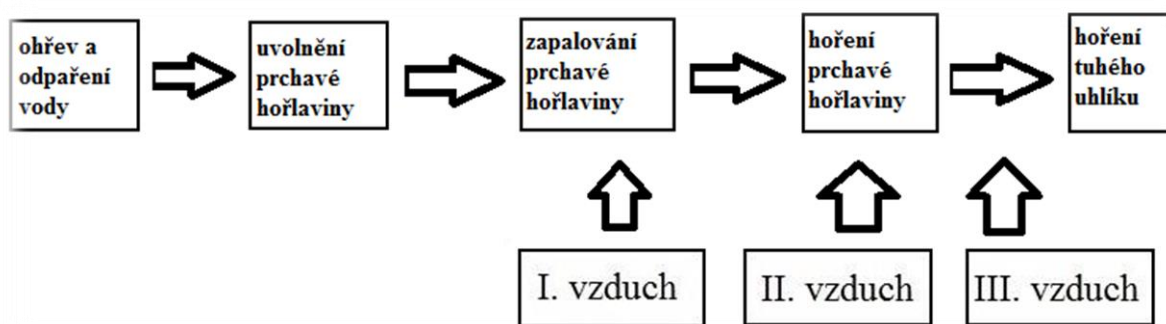 ohřev a
odpaření
vody
uvolnění
prchavé
hořlaviny
zapalování
prchavé
hořlaviny
hoření
prchavé
hořlaviny
hoření
tuhého
uhlíku
I. vzduch
II. vzduch
III. vzduch